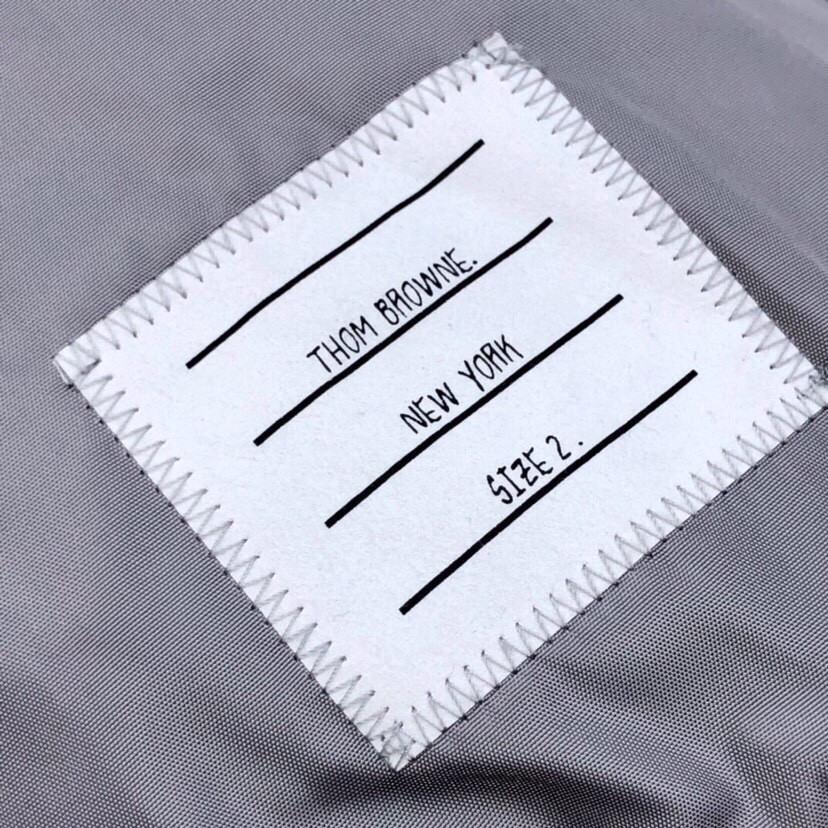 THOM BROWNE.
NEW YORK
SIZE 2.